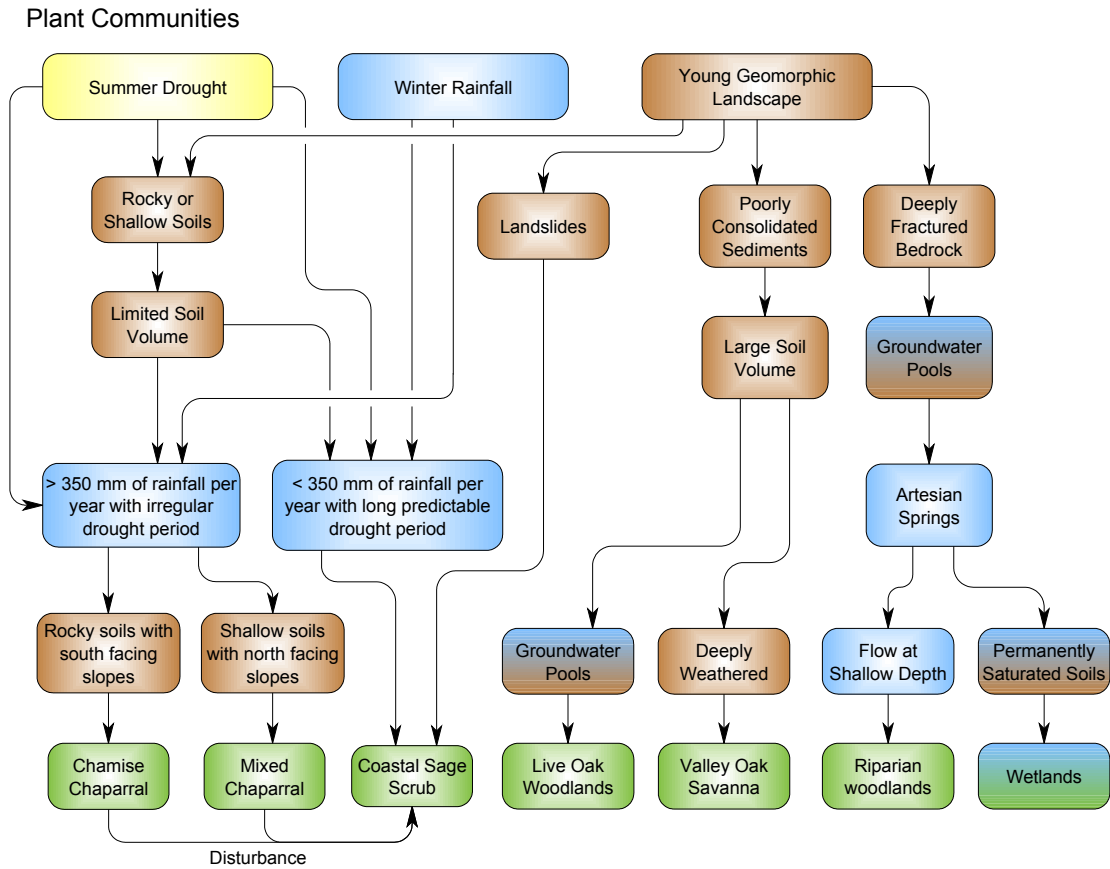 Plant Communities
Summer Drought
Winter Rainfall
Young Geomorphic
Landscape
Rocky or
Shallow Soils
Landslides
Poorly
Consolidated
Sediments
Deeply
Fractured
Bedrock
Limited Soil
Volume
Large Soil
Volume
Groundwater
Pools
> 350 mm of rainfall per
year with irregular
drought period
< 350 mm of rainfall per
year with long predictable
drought period
Artesian
Springs
Rocky soils with
south facing
slopes
Shallow soils
with north facing
slopes
Groundwater
Pools
Deeply
Weathered
Flow at
Shallow Depth
Permanently
Saturated Soils
Chamise
Chaparral
Mixed
Chaparral
Coastal Sage
Scrub
Live Oak
Woodlands
Valley Oak
Savanna
Riparian
woodlands
Wetlands
Disturbance